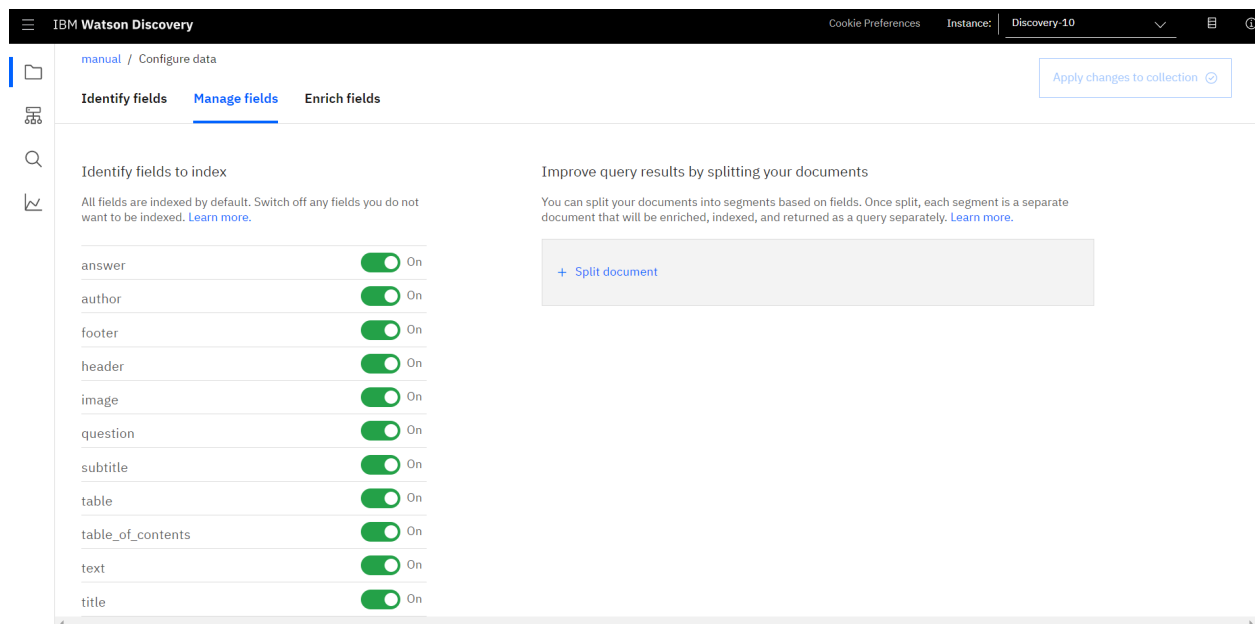 IBM Watson Discovery
Cookie Preferences
Instance:
Discovery-10
manual / Configure data
Apply changes to collection
Identify fields
Manage fields
Enrich fields
Identify fields to index
All fields are indexed by default. Switch off any fields you do not
want to be indexed. Learn more.
answer On
author On
footer On
header On
image On
question On
subtitle On
table On
table_of_contents On
text On
title On
Improve query results by splitting your documents
You can split your documents into segments based on fields. Once split, each segment is a separate
document that will be enriched, indexed, and returned as a query separately. Learn more.
+ Split document